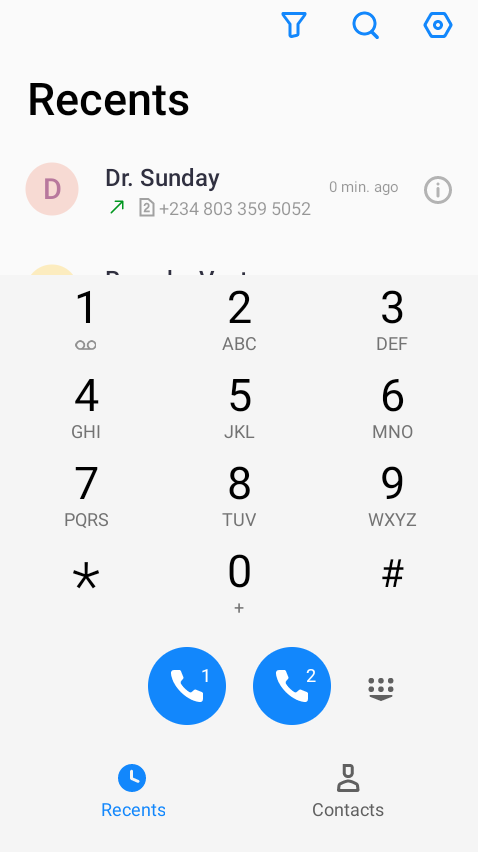 Recents
D
Dr. Sunday
0 min. ago
2 +234 803 359 5052
1 2 3
ABC DEF
4 5 6
GHI JKL MNO
7 8 9
PQRS TUV WXYZ
* 0 #
+
1 2
Recents Contacts